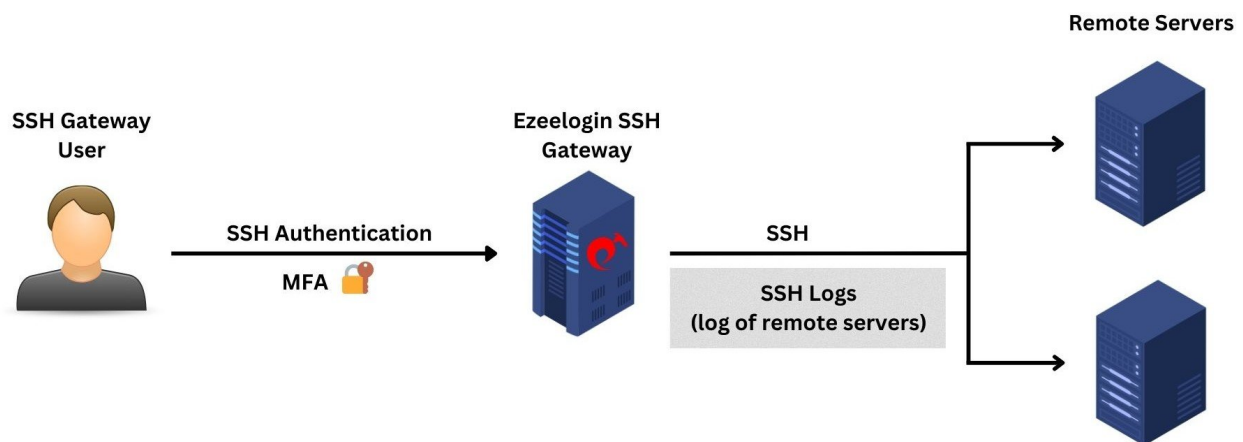 Remote Servers
SSH Gateway
User
Ezeelogin SSH
Gateway
SSH Authentication
MFA
SSH
SSH Logs
(log of remote servers)